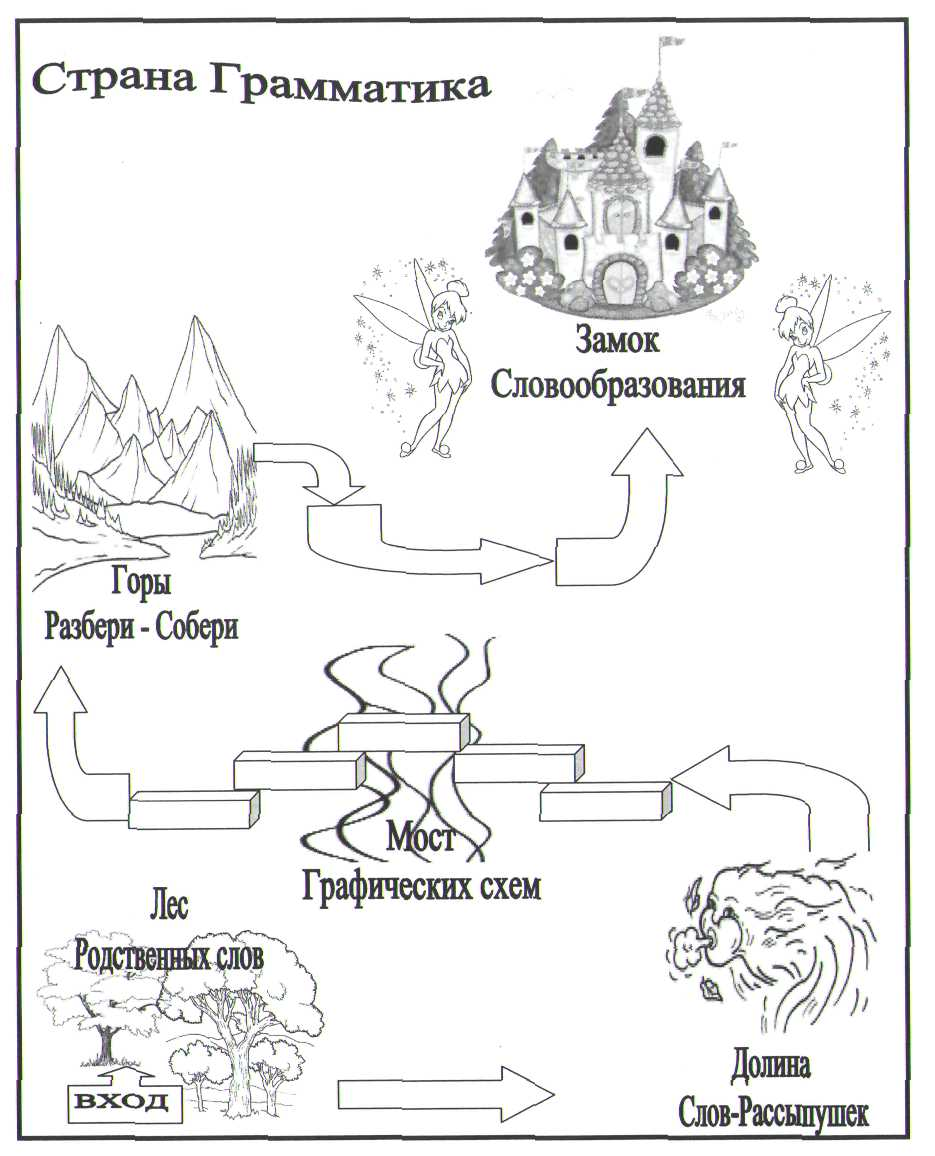 Страна Грамматика
Замок
Словообразования
Горы
Разбери - Собери
Мост
Графических схем
Лес
Родственных слов
ВХОД
Долина
Слов-Рассыпушек